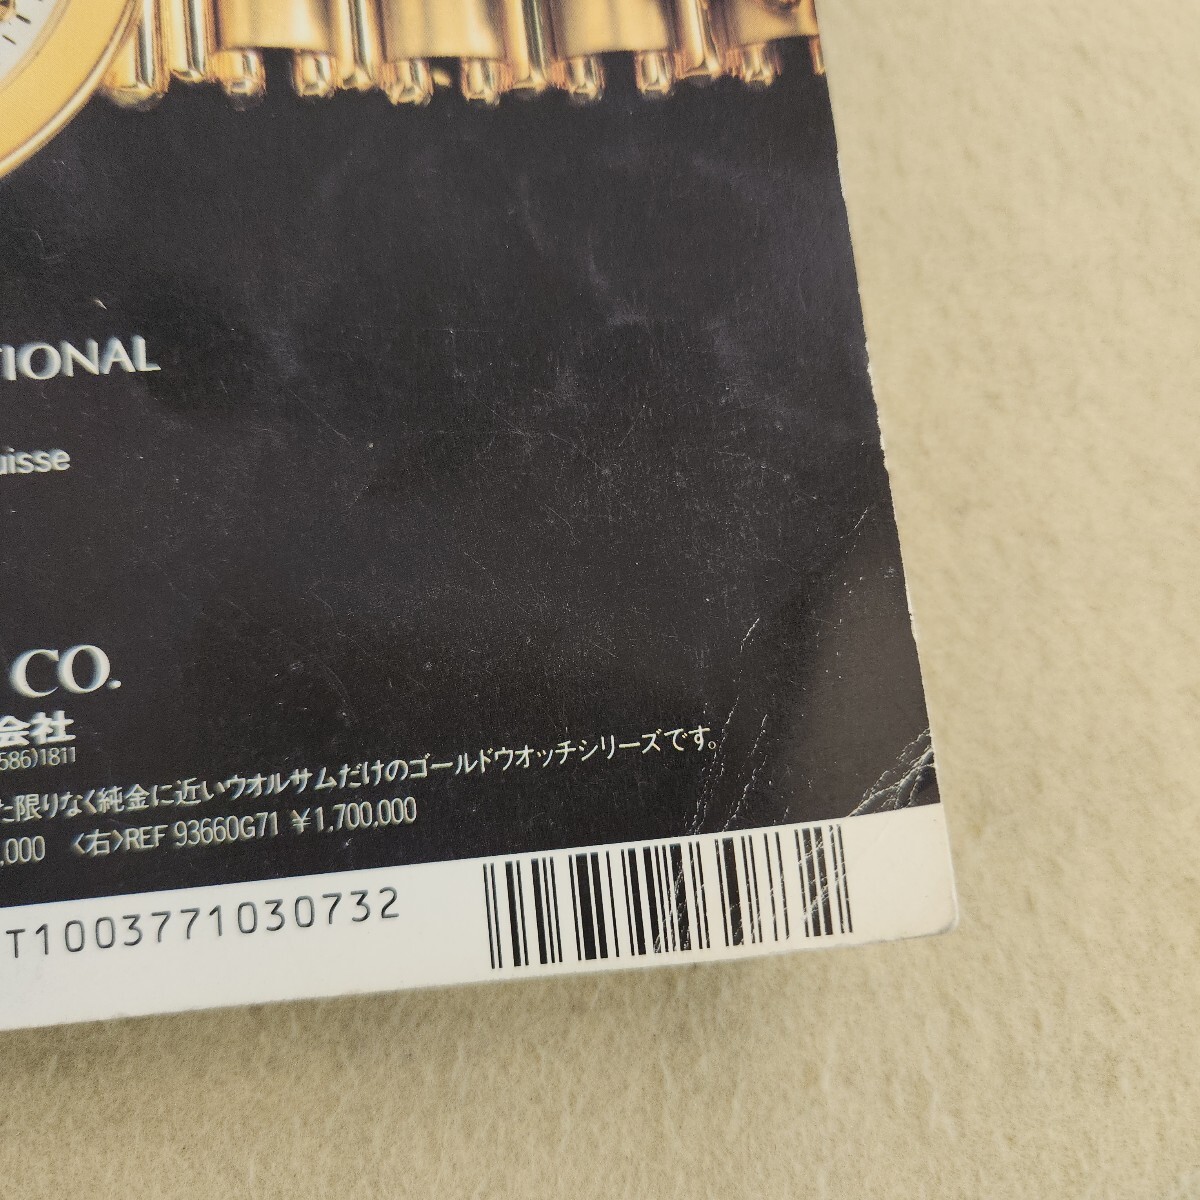 TIONAL
uisse
CO.
会社
586)1811
た限りなく純金に近いウオルサムだけのゴールドウオッチシリーズです。
,000 〈右〉REF 93660G71 ¥1,700,000
T1003771030732